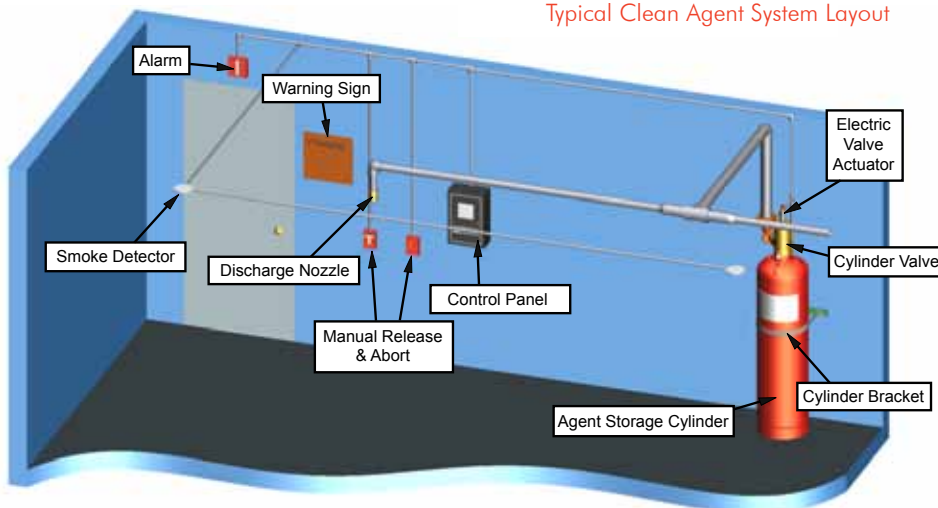 Typical Clean Agent System Layout
Alarm
Warning Sign
Electric
Valve
Actuator
Smoke Detector
Discharge Nozzle
Cylinder Valve
Control Panel
Manual Release
& Abort
Cylinder Bracket
Agent Storage Cylinder